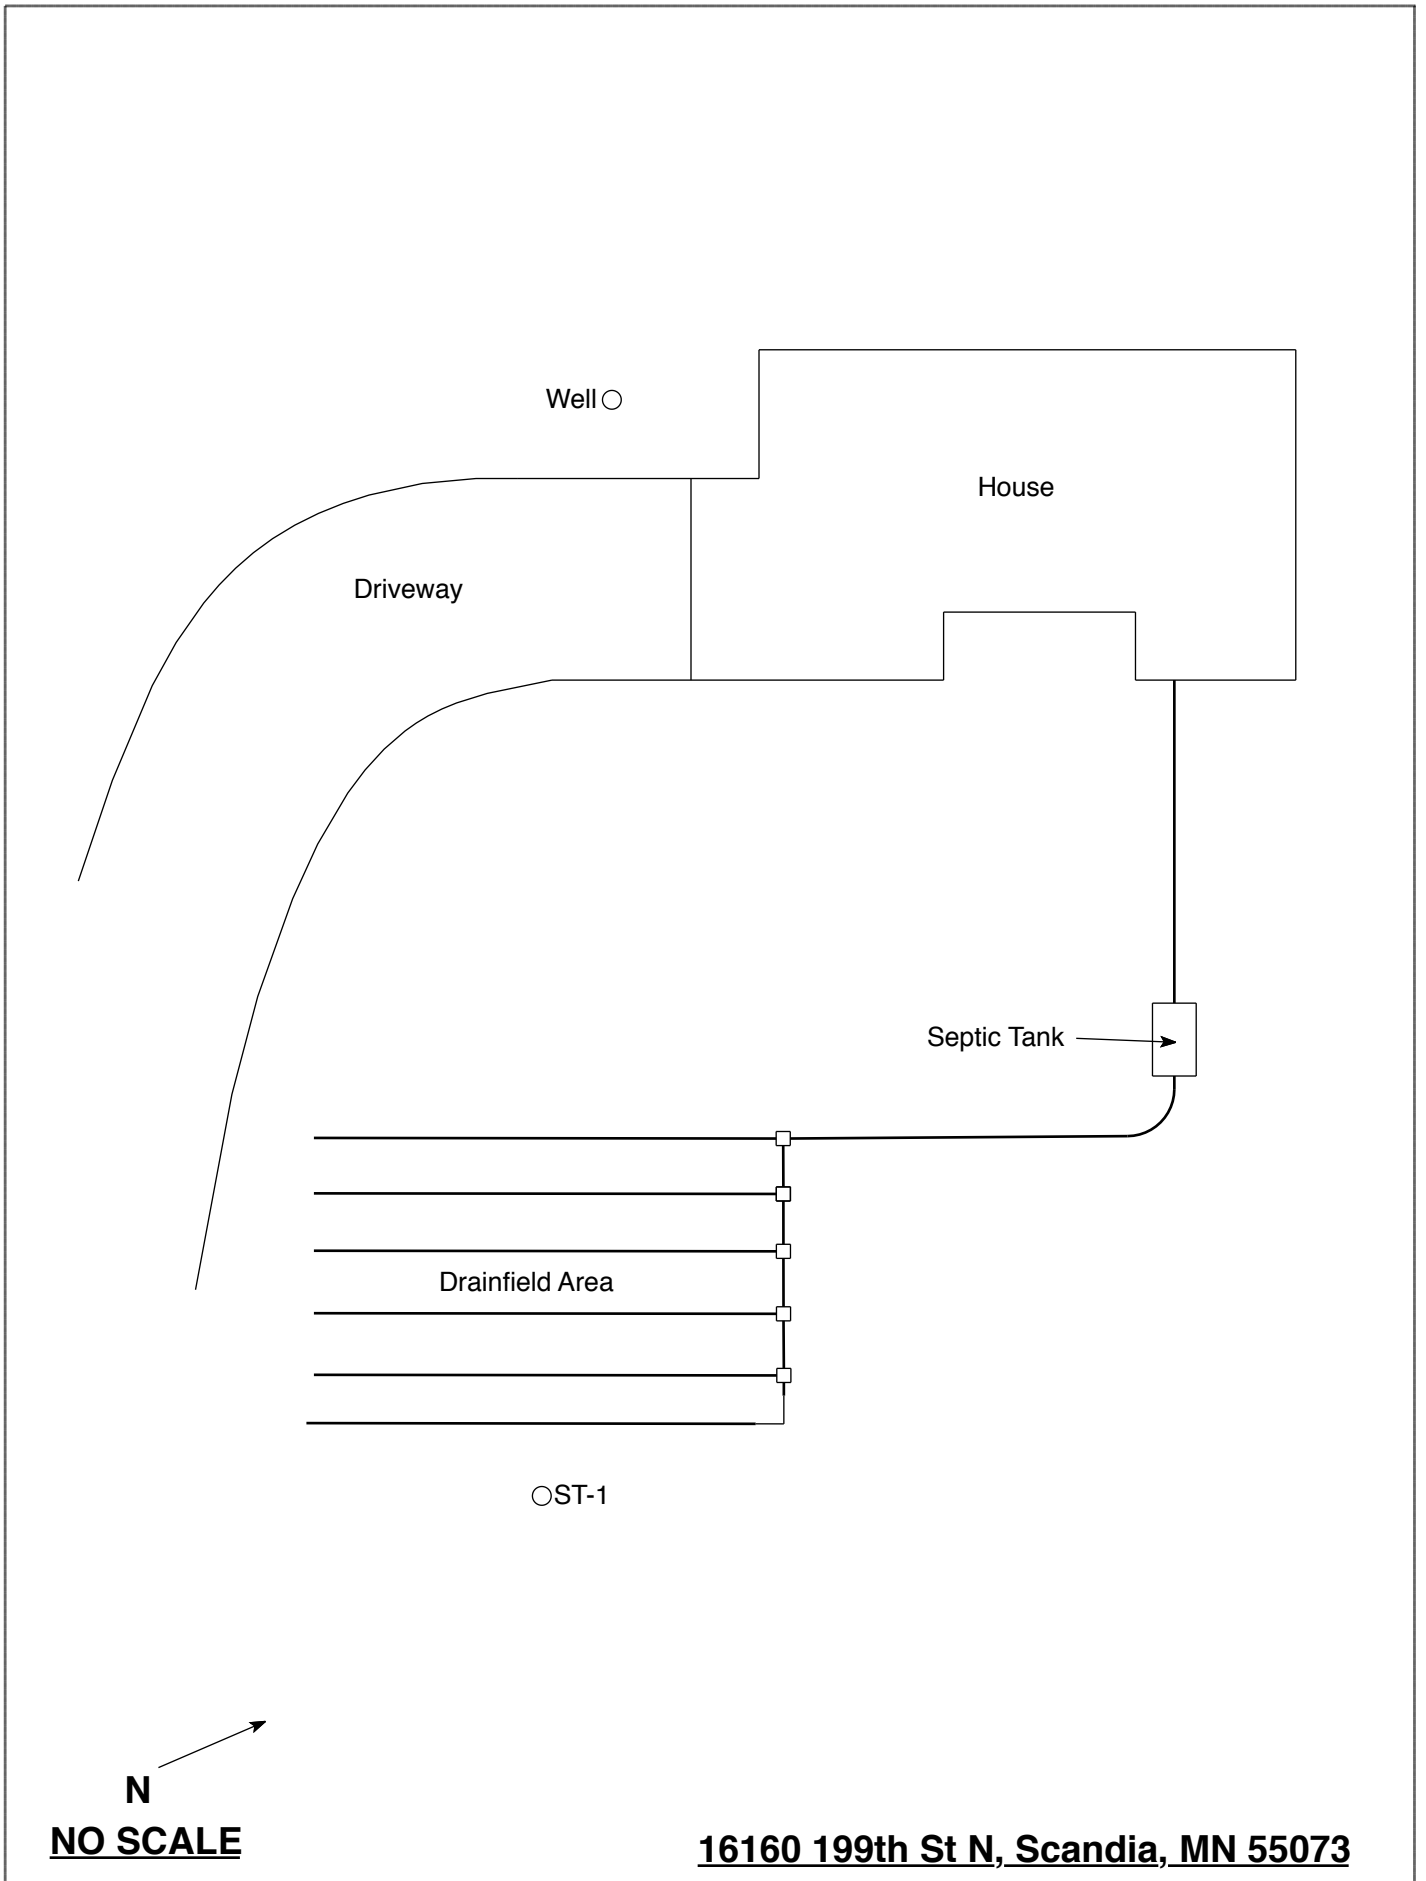 Well
House
Driveway
Septic Tank
Drainfield Area
ST-1
N
NO SCALE
16160 199th St N, Scandia, MN 55073